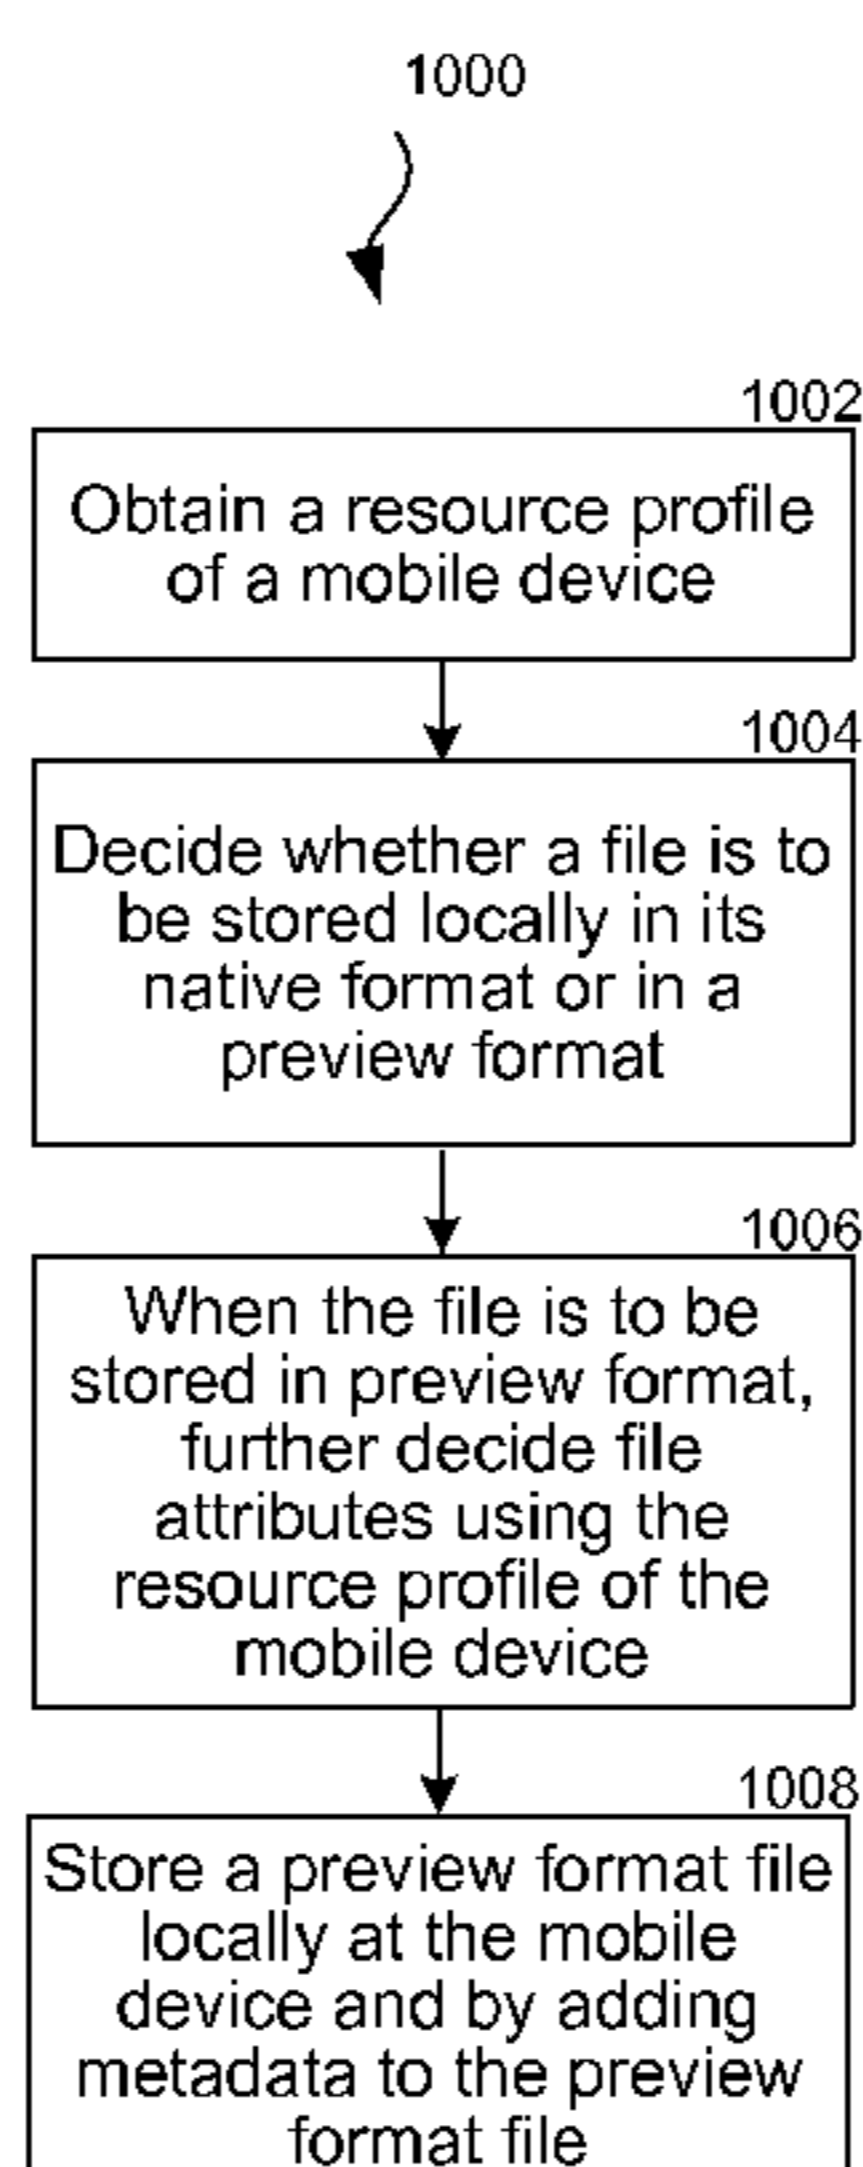 1000
1002
Obtain a resource profile
of a mobile device
1004
Decide whether a file is to
be stored locally in its
native format or in a
preview format
1006
When the file is to be
stored in preview format,
further decide file
attributes using the
resource profile of the
mobile device
1008
Store a preview format file
locally at the mobile
device and by adding
metadata to the preview
format file